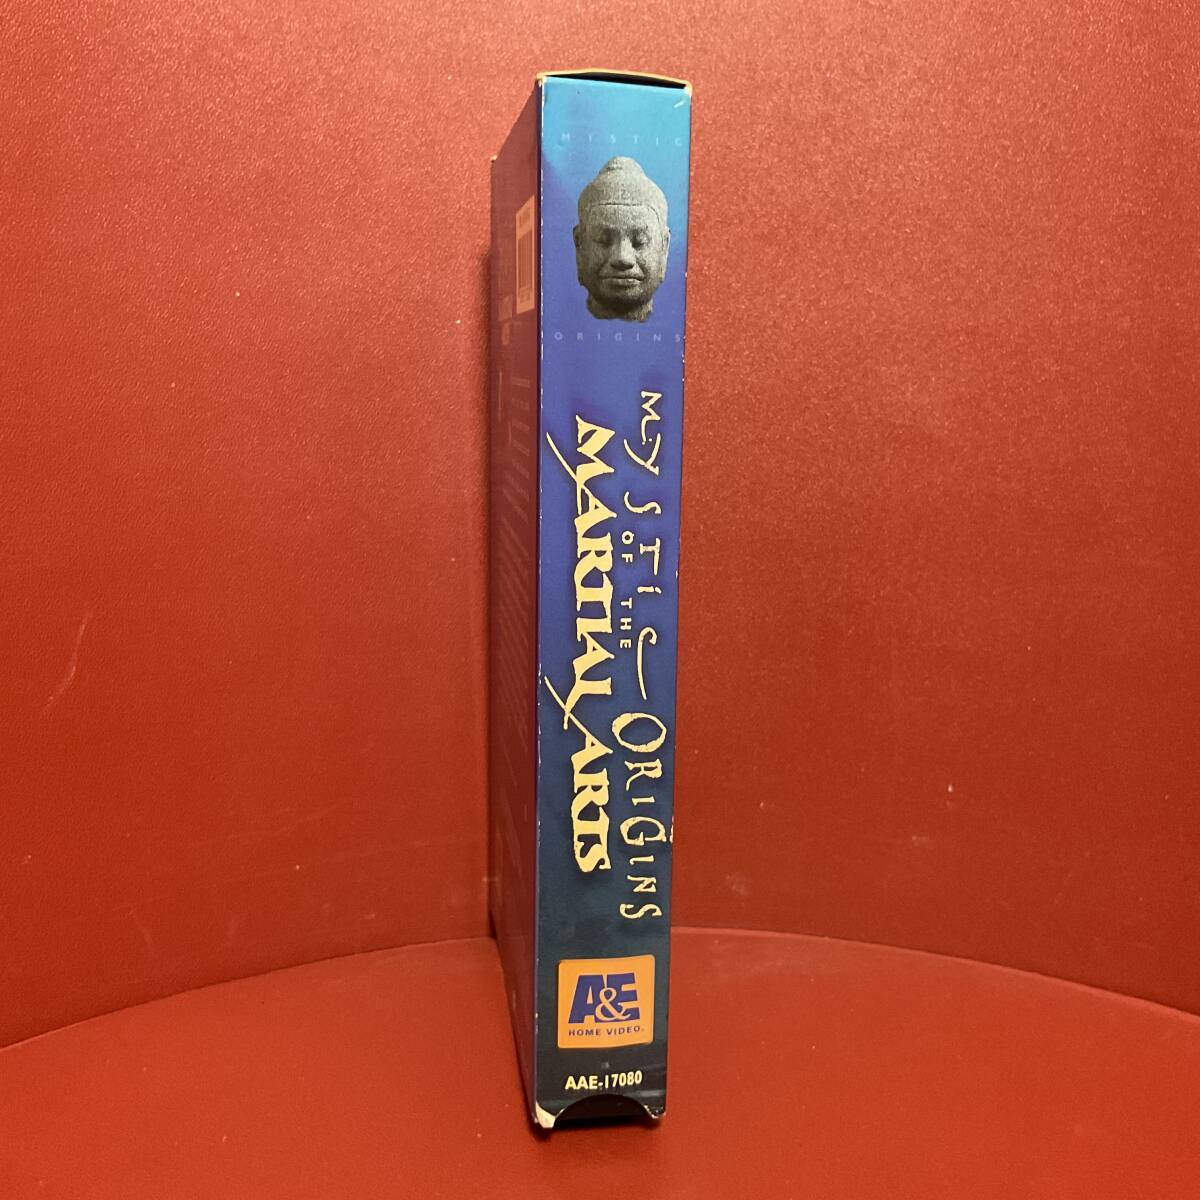 MYSTIC
ORIGINS
MYSTIC ORIGINS
OF THE
MARTIAL ARTS
A&E
HOME VIDEO.
AAE-17080